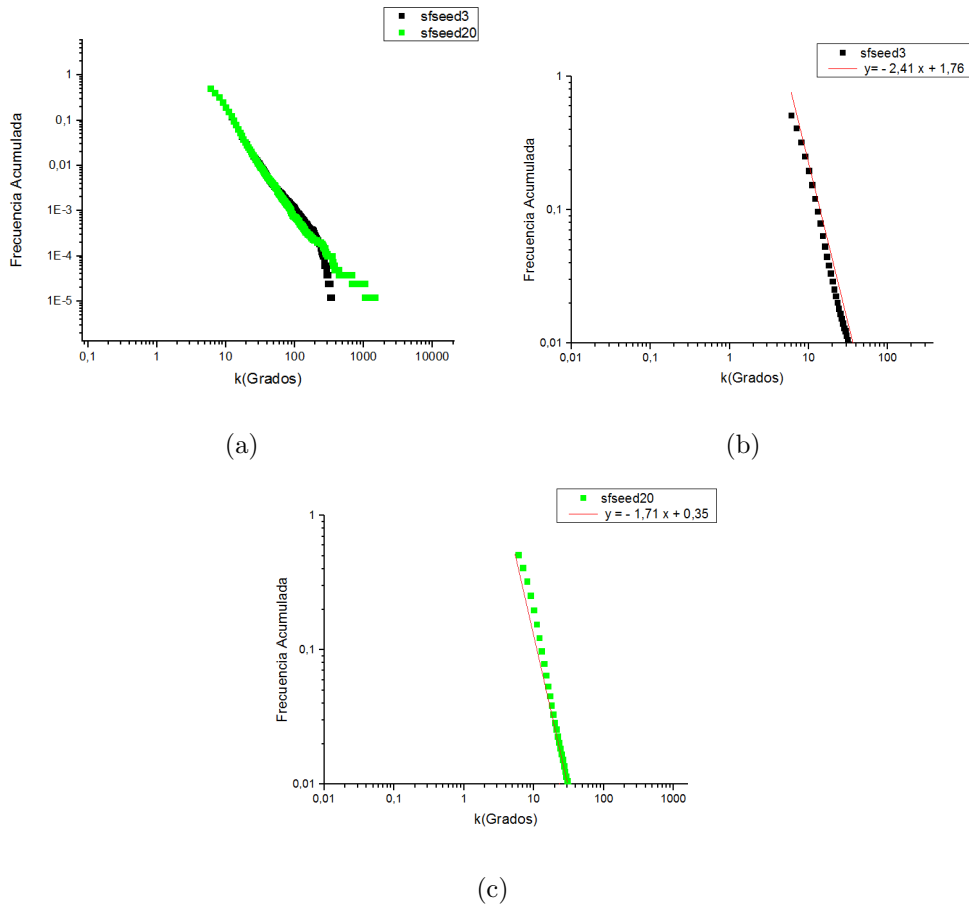 sfseed3
sfseed20
1
0,1
0,01
1E-3
1E-4
1E-5
Frecuencia Acumulada
0,1
1
10
100
1000
10000
k(Grados)
(a)
sfseed3
y= - 2,41 x + 1,76
1
0,1
0,01
Frecuencia Acumulada
0,01
0,1
1
10
100
k(Grados)
(b)
sfseed20
y = - 1,71 x + 0,35
1
0,1
0,01
Frecuencia Acumulada
0,01
0,1
1
10
100
1000
k(Grados)
(c)